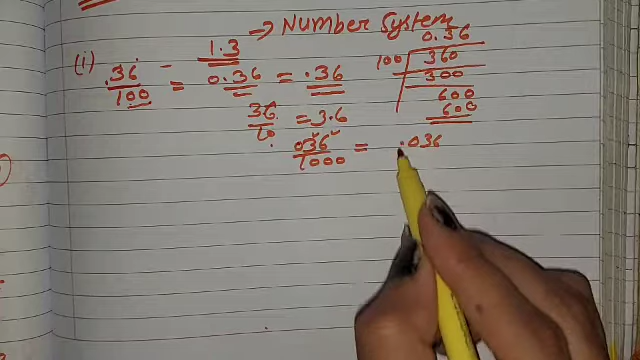 => Number System
1.3
(i) .36/100 = 0.36 = .36
0.36
100 360
300
600
600
36/10 = 3.6
036/1000 = .036